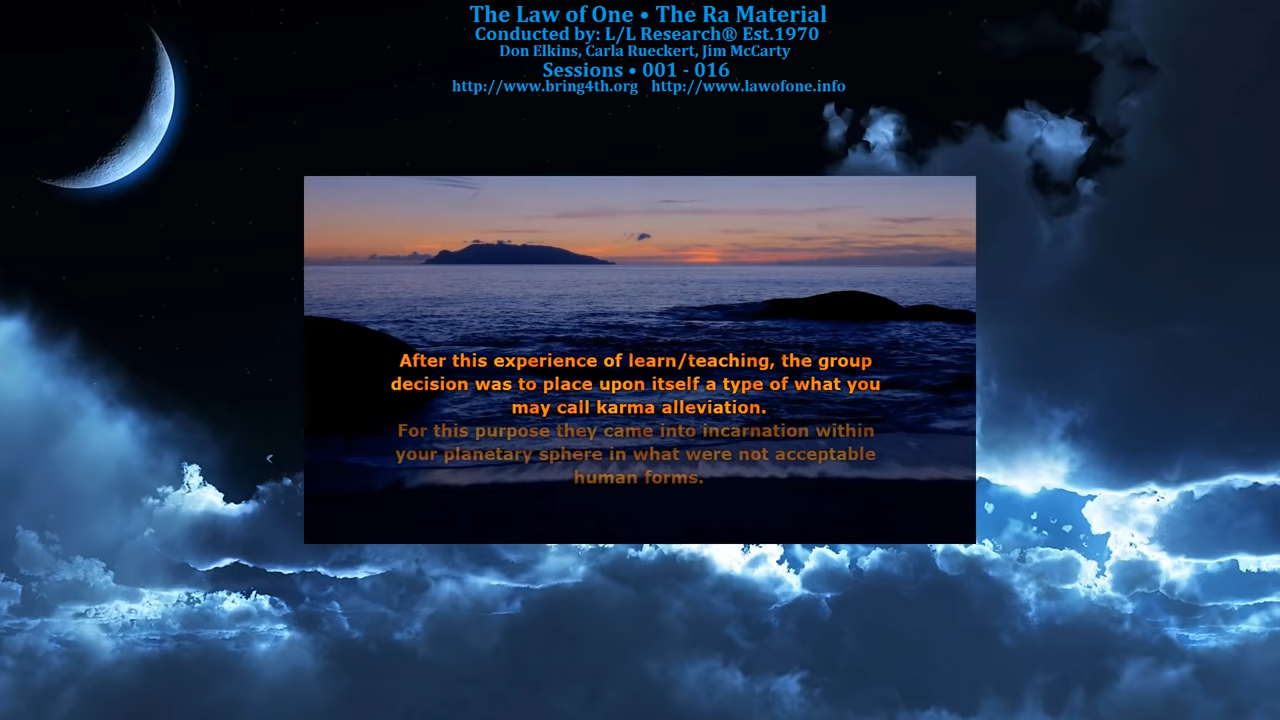 The Law of One • The Ra Material
Conducted by: L/L Research® Est.1970
Don Elkins, Carla Rueckert, Jim McCarty
Sessions • 001 - 016
http://www.bring4th.org http://www.lawofone.info
After this experience of learn/teaching, the group
decision was to place upon itself a type of what you
may call karma alleviation.
For this purpose they came into incarnation within
your planetary sphere in what were not acceptable
human forms.